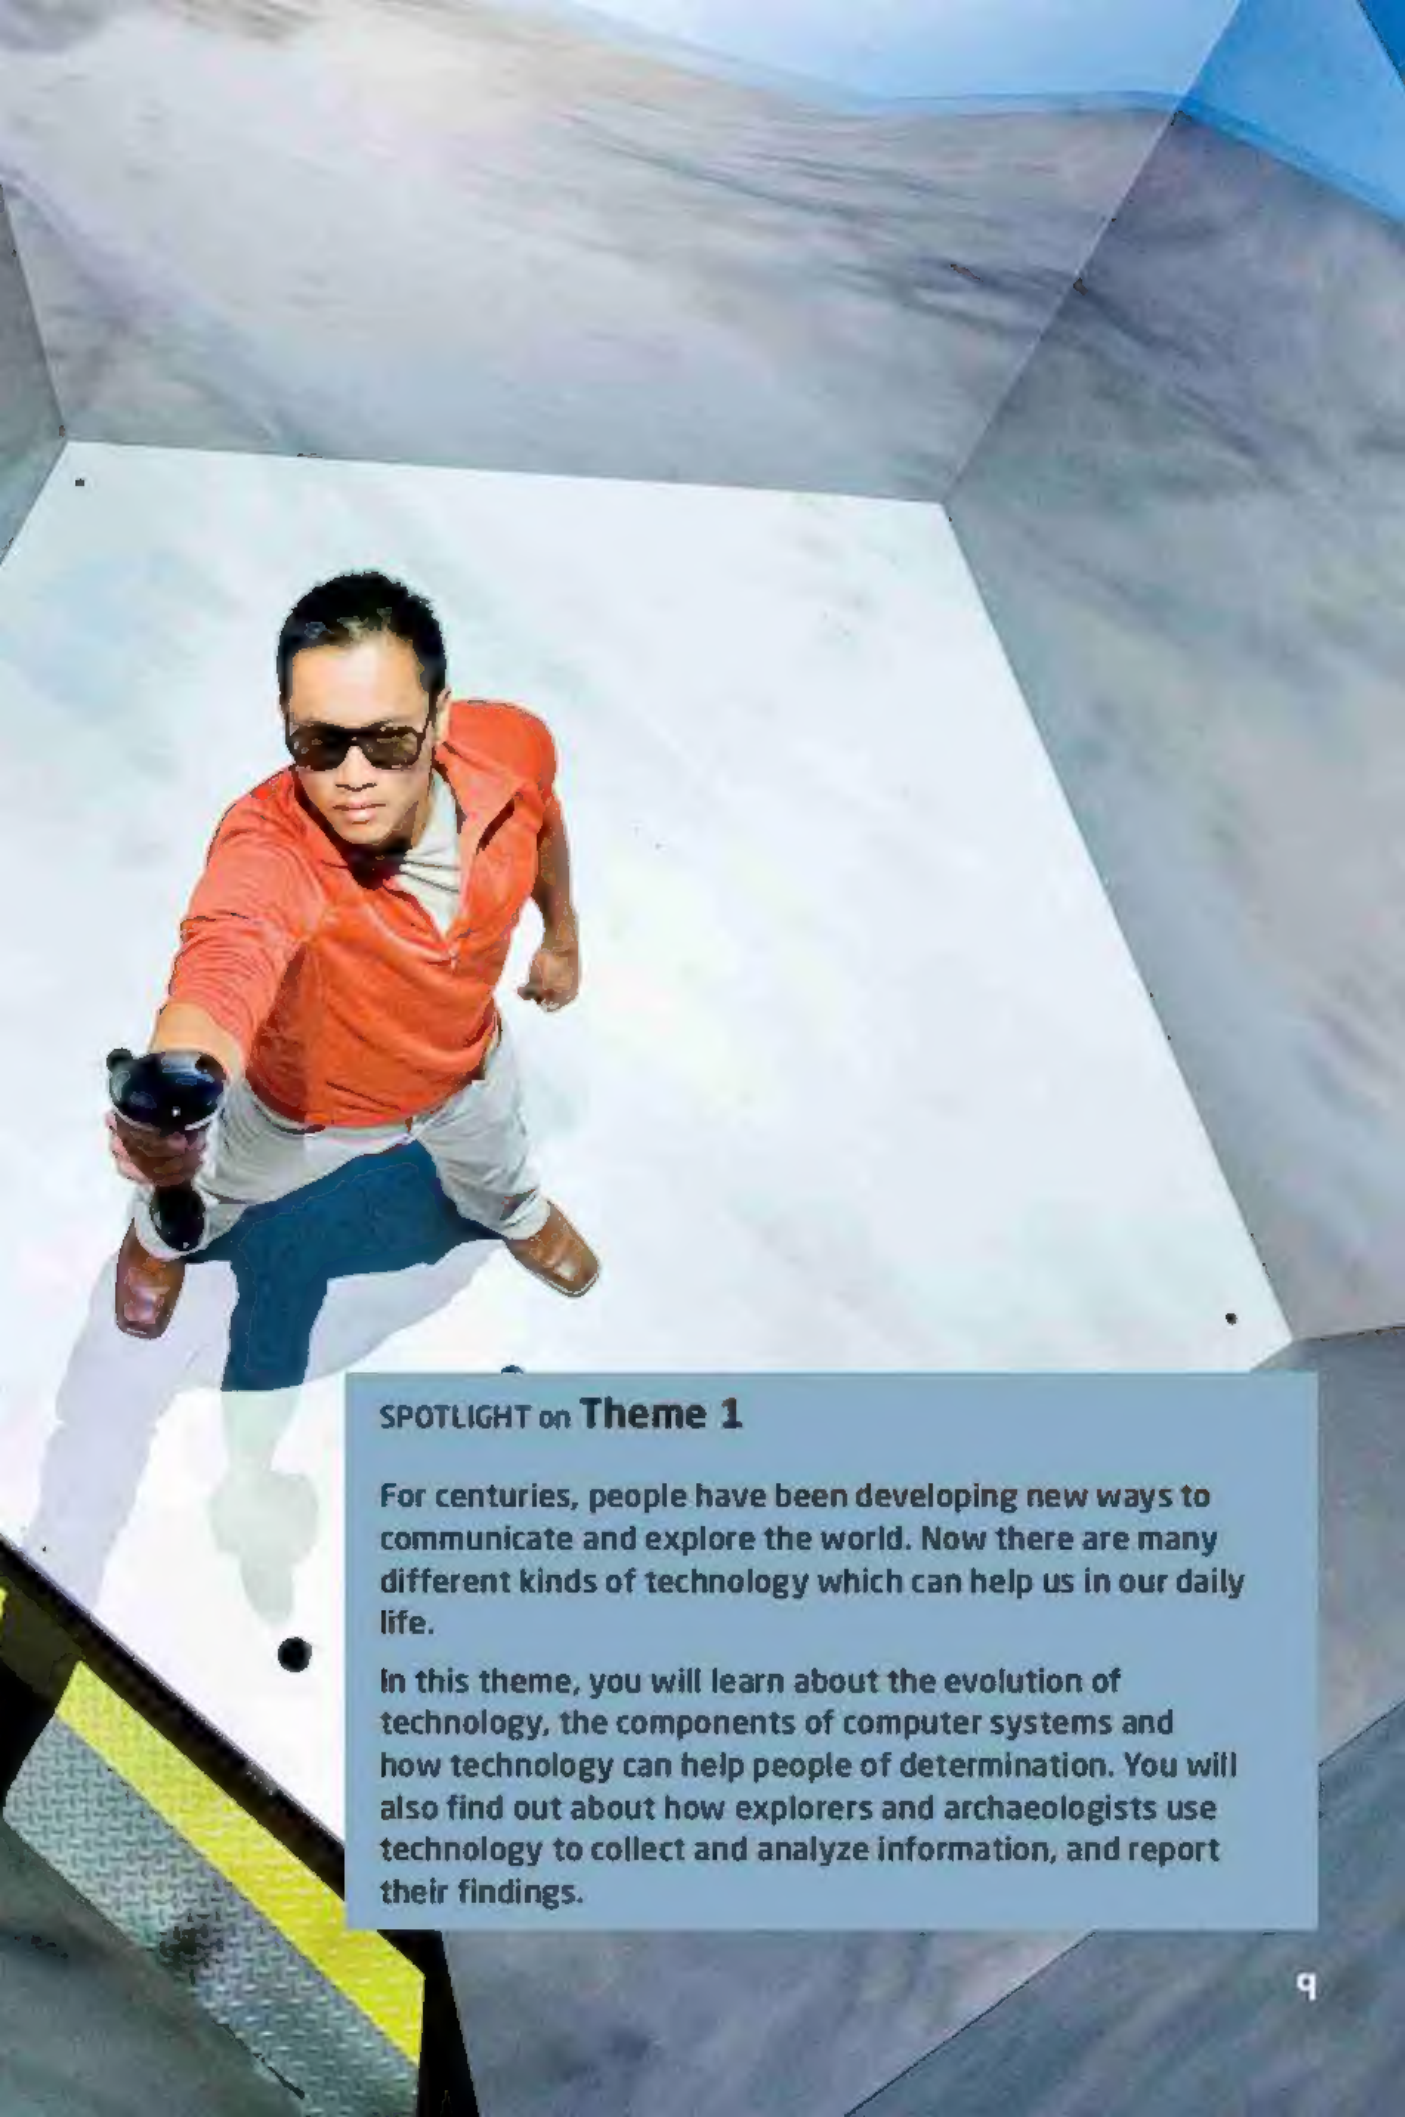 SPOTLIGHT on Theme 1
For centuries, people have been developing new ways to
communicate and explore the world. Now there are many
different kinds of technology which can help us in our daily
life.
In this theme, you will learn about the evolution of
technology, the components of computer systems and
how technology can help people of determination. You will
also find out about how explorers and archaeologists use
technology to collect and analyze information, and report
their findings.
9